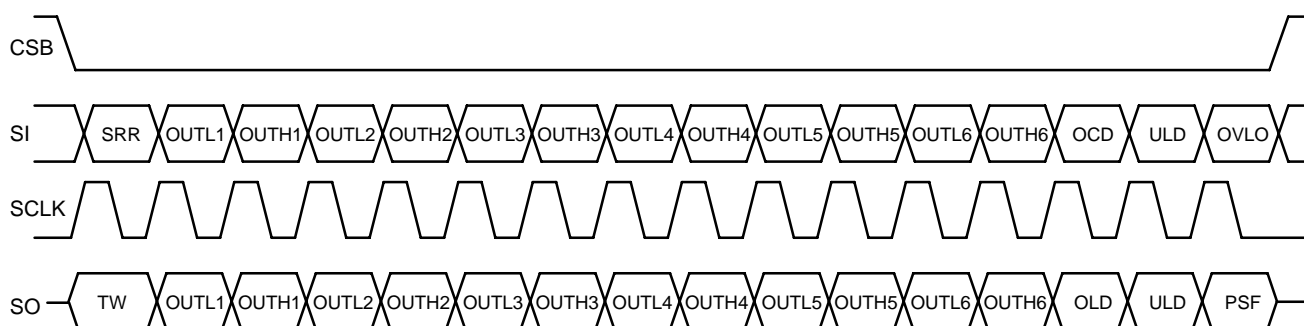 CSB
SI SRR OUTL1 OUTH1 OUTL2 OUTH2 OUTL3 OUTH3 OUTL4 OUTH4 OUTL5 OUTH5 OUTL6 OUTH6 OCD ULD OVLO
SCLK
SO TW OUTL1 OUTH1 OUTL2 OUTH2 OUTL3 OUTH3 OUTL4 OUTH4 OUTL5 OUTH5 OUTL6 OUTH6 OLD ULD PSF